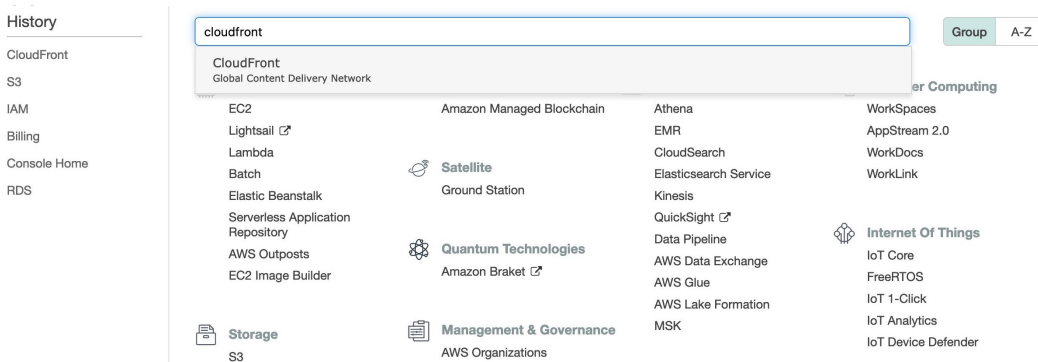 History
CloudFront
S3
IAM
Billing
Console Home
RDS
cloudfront
Group
A-Z
CloudFront
Global Content Delivery Network
EC2
Lightsail
Lambda
Batch
Elastic Beanstalk
Serverless Application
Repository
AWS Outposts
EC2 Image Builder
Storage
S3
Amazon Managed Blockchain
Satellite
Ground Station
Quantum Technologies
Amazon Braket
Management & Governance
AWS Organizations
Athena
EMR
CloudSearch
Elasticsearch Service
Kinesis
QuickSight
Data Pipeline
AWS Data Exchange
AWS Glue
AWS Lake Formation
MSK
er Computing
WorkSpaces
AppStream 2.0
WorkDocs
WorkLink
Internet Of Things
IoT Core
FreeRTOS
IoT 1-Click
IoT Analytics
IoT Device Defender